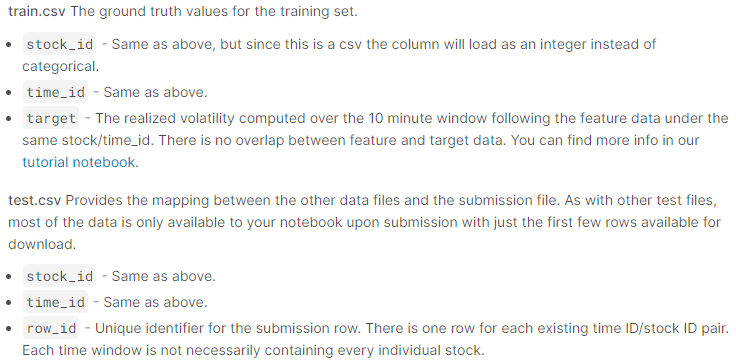 train.csv The ground truth values for the training set.
• stock_id - Same as above, but since this is a csv the column will load as an integer instead of
categorical.
• time_id - Same as above.
• target - The realized volatility computed over the 10 minute window following the feature data under the
same stock/time_id. There is no overlap between feature and target data. You can find more info in our
tutorial notebook.
test.csv Provides the mapping between the other data files and the submission file. As with other test files,
most of the data is only available to your notebook upon submission with just the first few rows available for
download.
• stock_id - Same as above.
• time_id - Same as above.
• row_id - Unique identifier for the submission row. There is one row for each existing time ID/stock ID pair.
Each time window is not necessarily containing every individual stock.